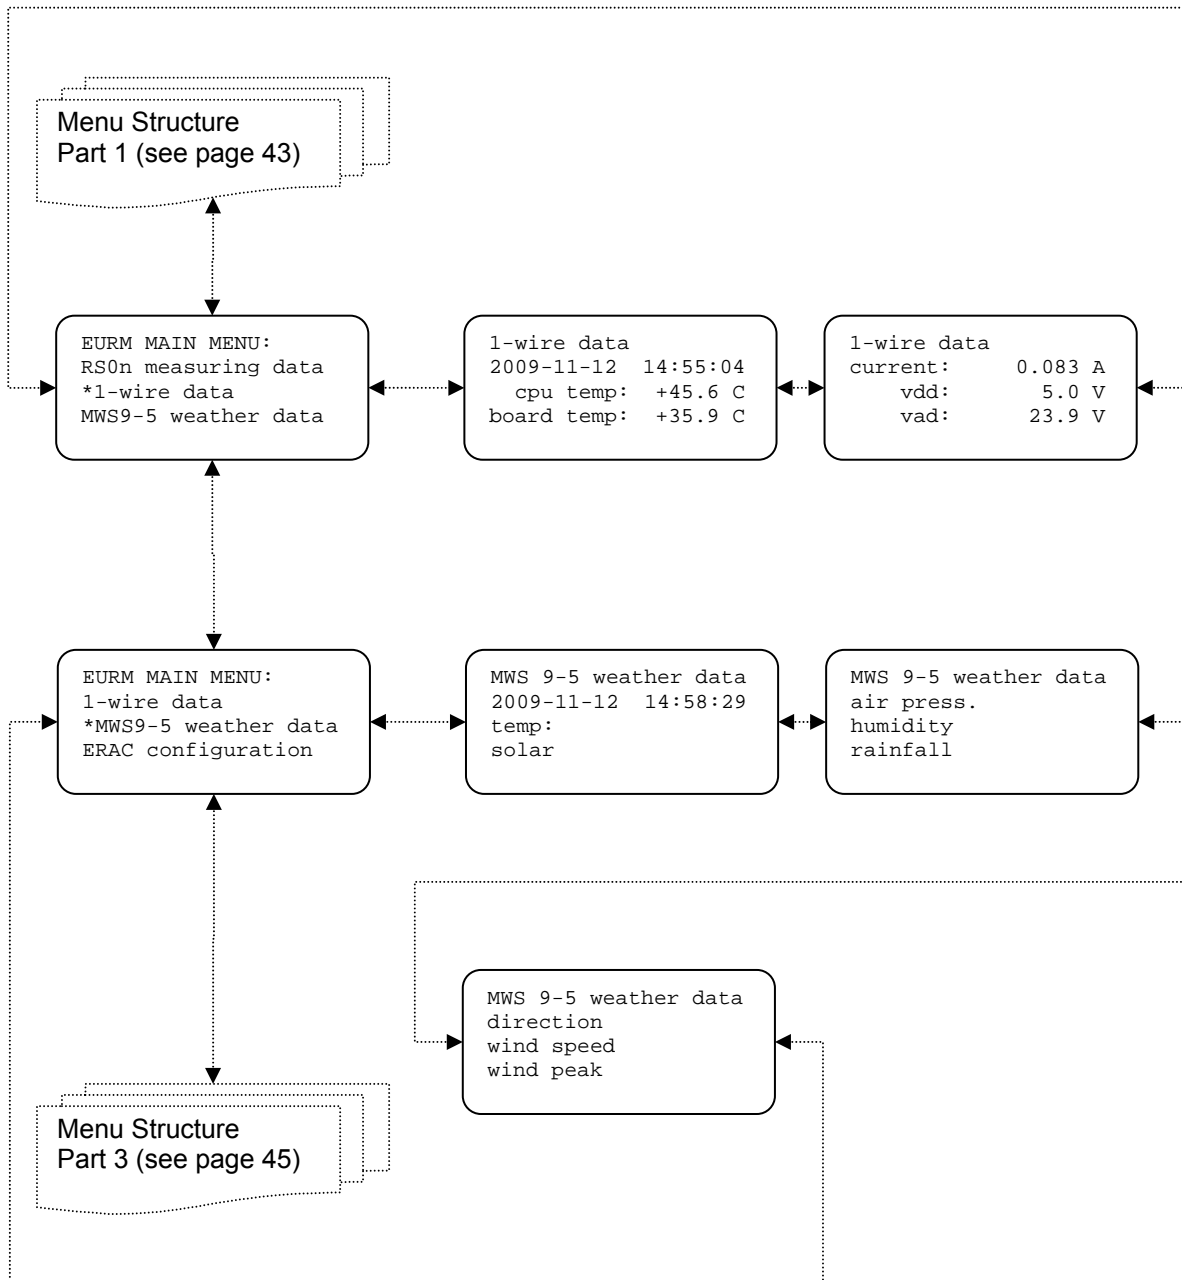 Menu Structure
Part 1 (see page 43)
EURM MAIN MENU:
RS0n measuring data
*1-wire data
MWS9-5 weather data
1-wire data
2009-11-12  14:55:04
cpu temp:  +45.6 C
board temp:  +35.9 C
1-wire data
current:     0.083 A
vdd:       5.0 V
vad:      23.9 V
EURM MAIN MENU:
1-wire data
*MWS9-5 weather data
ERAC configuration
MWS 9-5 weather data
2009-11-12  14:58:29
temp:
solar
MWS 9-5 weather data
air press.
humidity
rainfall
MWS 9-5 weather data
direction
wind speed
wind peak
Menu Structure
Part 3 (see page 45)